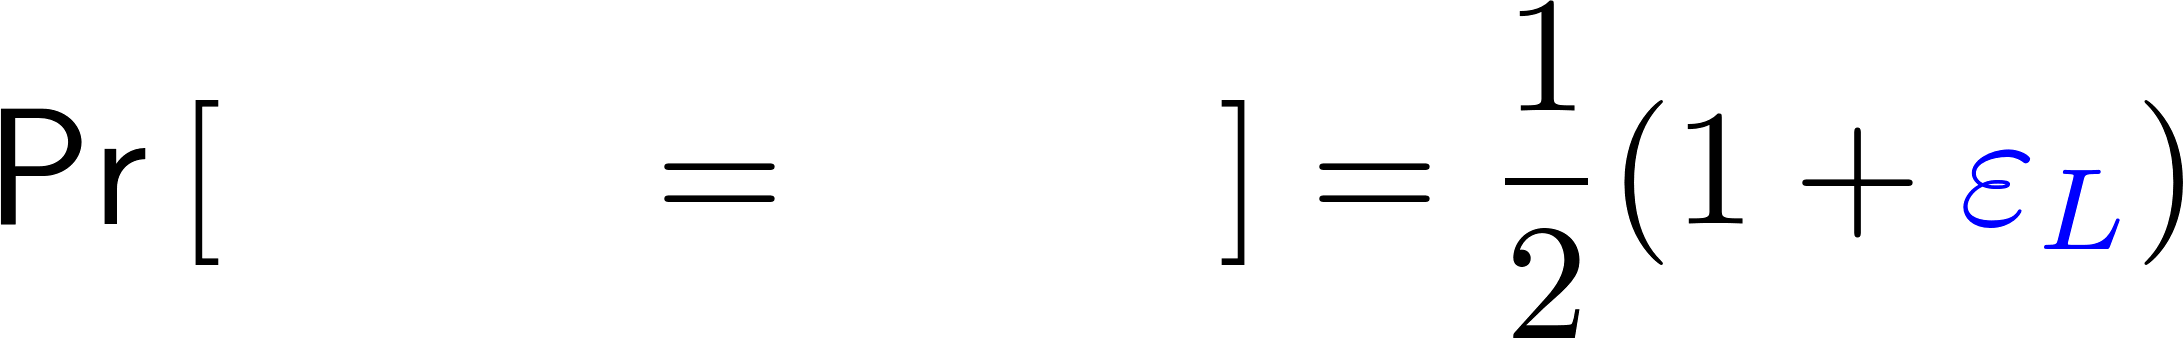 Pr [ = ] = 1/2 (1 + ε_L)